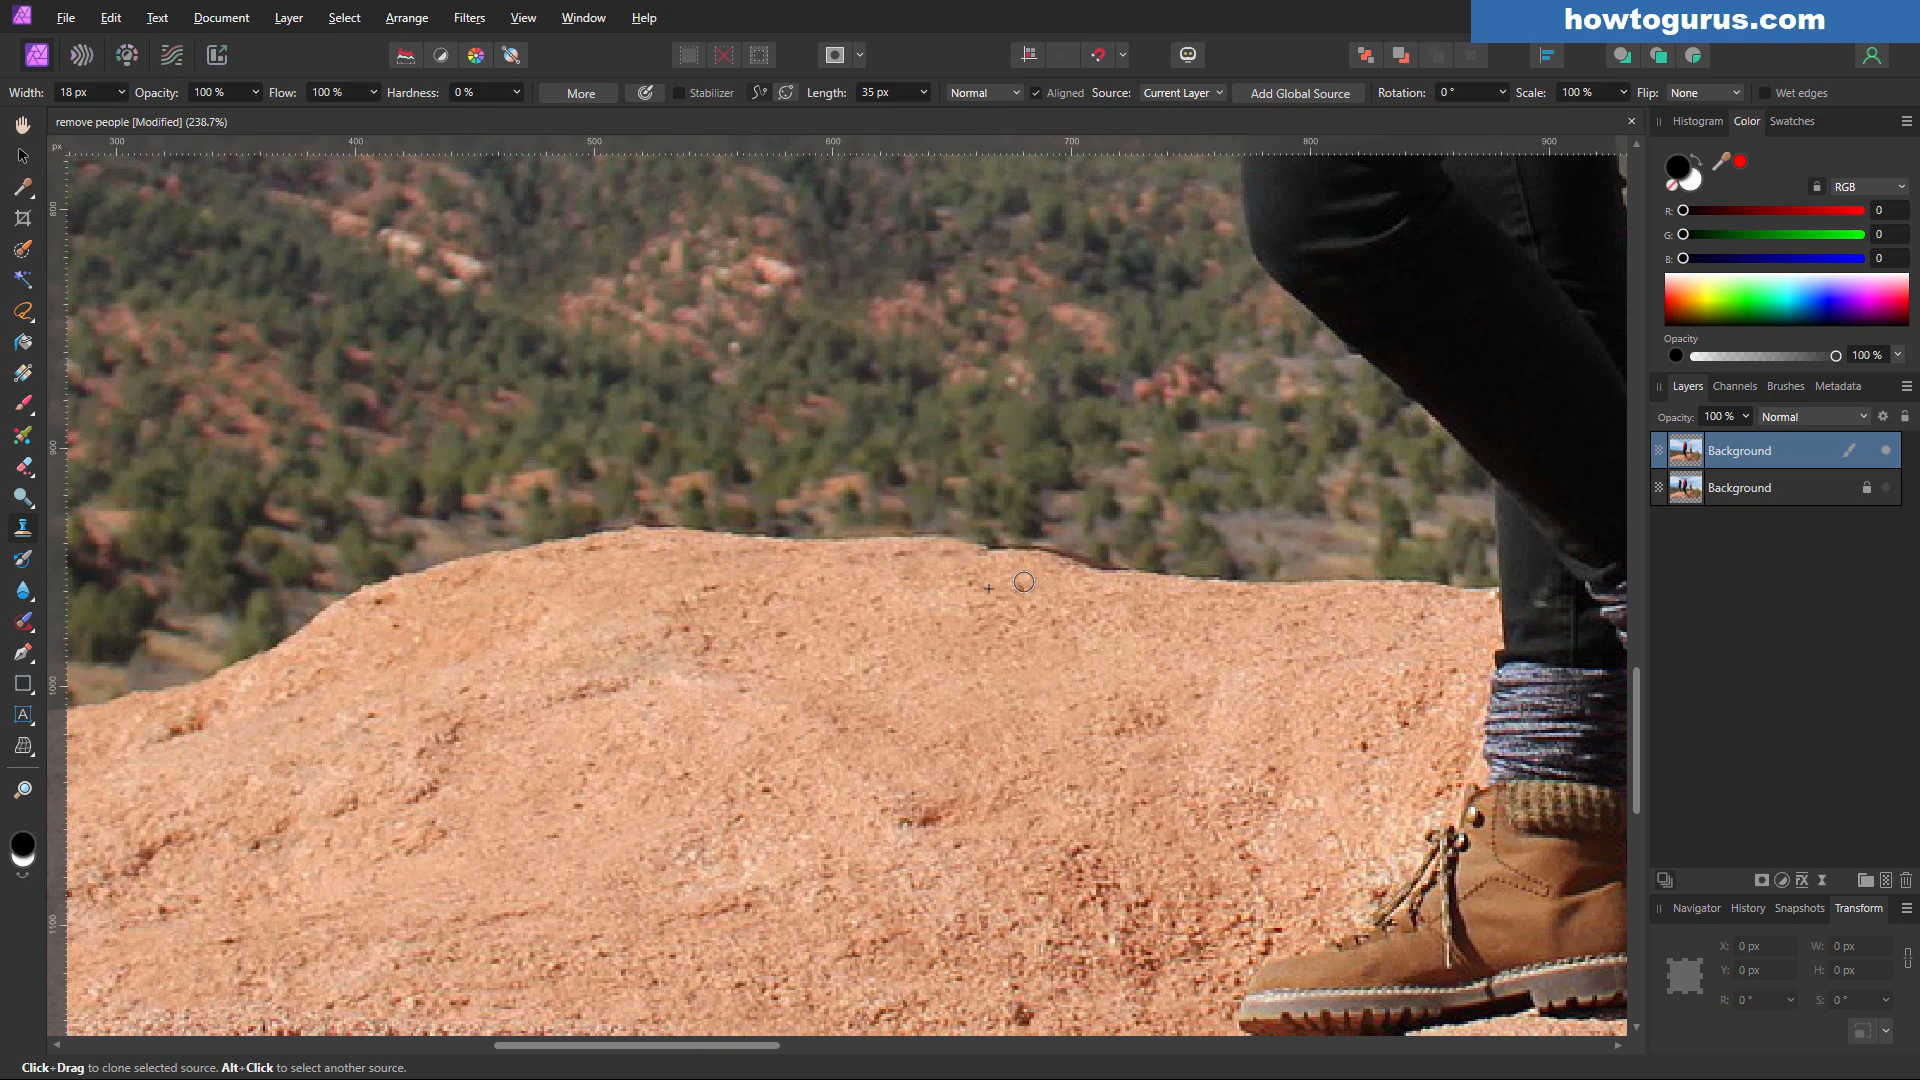 File Edit Text Document Layer Select Arrange Filters View Window Help
howtogurus.com
Width: 18 px Opacity: 100 % Flow: 100 % Hardness: 0 % More Stabilizer Length: 35 px Normal Aligned Source: Current Layer Add Global Source Rotation: 0 ° Scale: 100 % Flip: None Wet edges
remove people [Modified] (238.7%)
Histogram Color Swatches
px 300 400 500 600 700 800 900
800
900
1000
1100
RGB
R: 0
G: 0
B: 0
Opacity
100 %
Layers Channels Brushes Metadata
Opacity: 100 % Normal
Background
Background
Navigator History Snapshots Transform
X: 0 px W: 0 px
Y: 0 px H: 0 px
R: 0 ° S: 0 °
Click+Drag to clone selected source. Alt+Click to select another source.